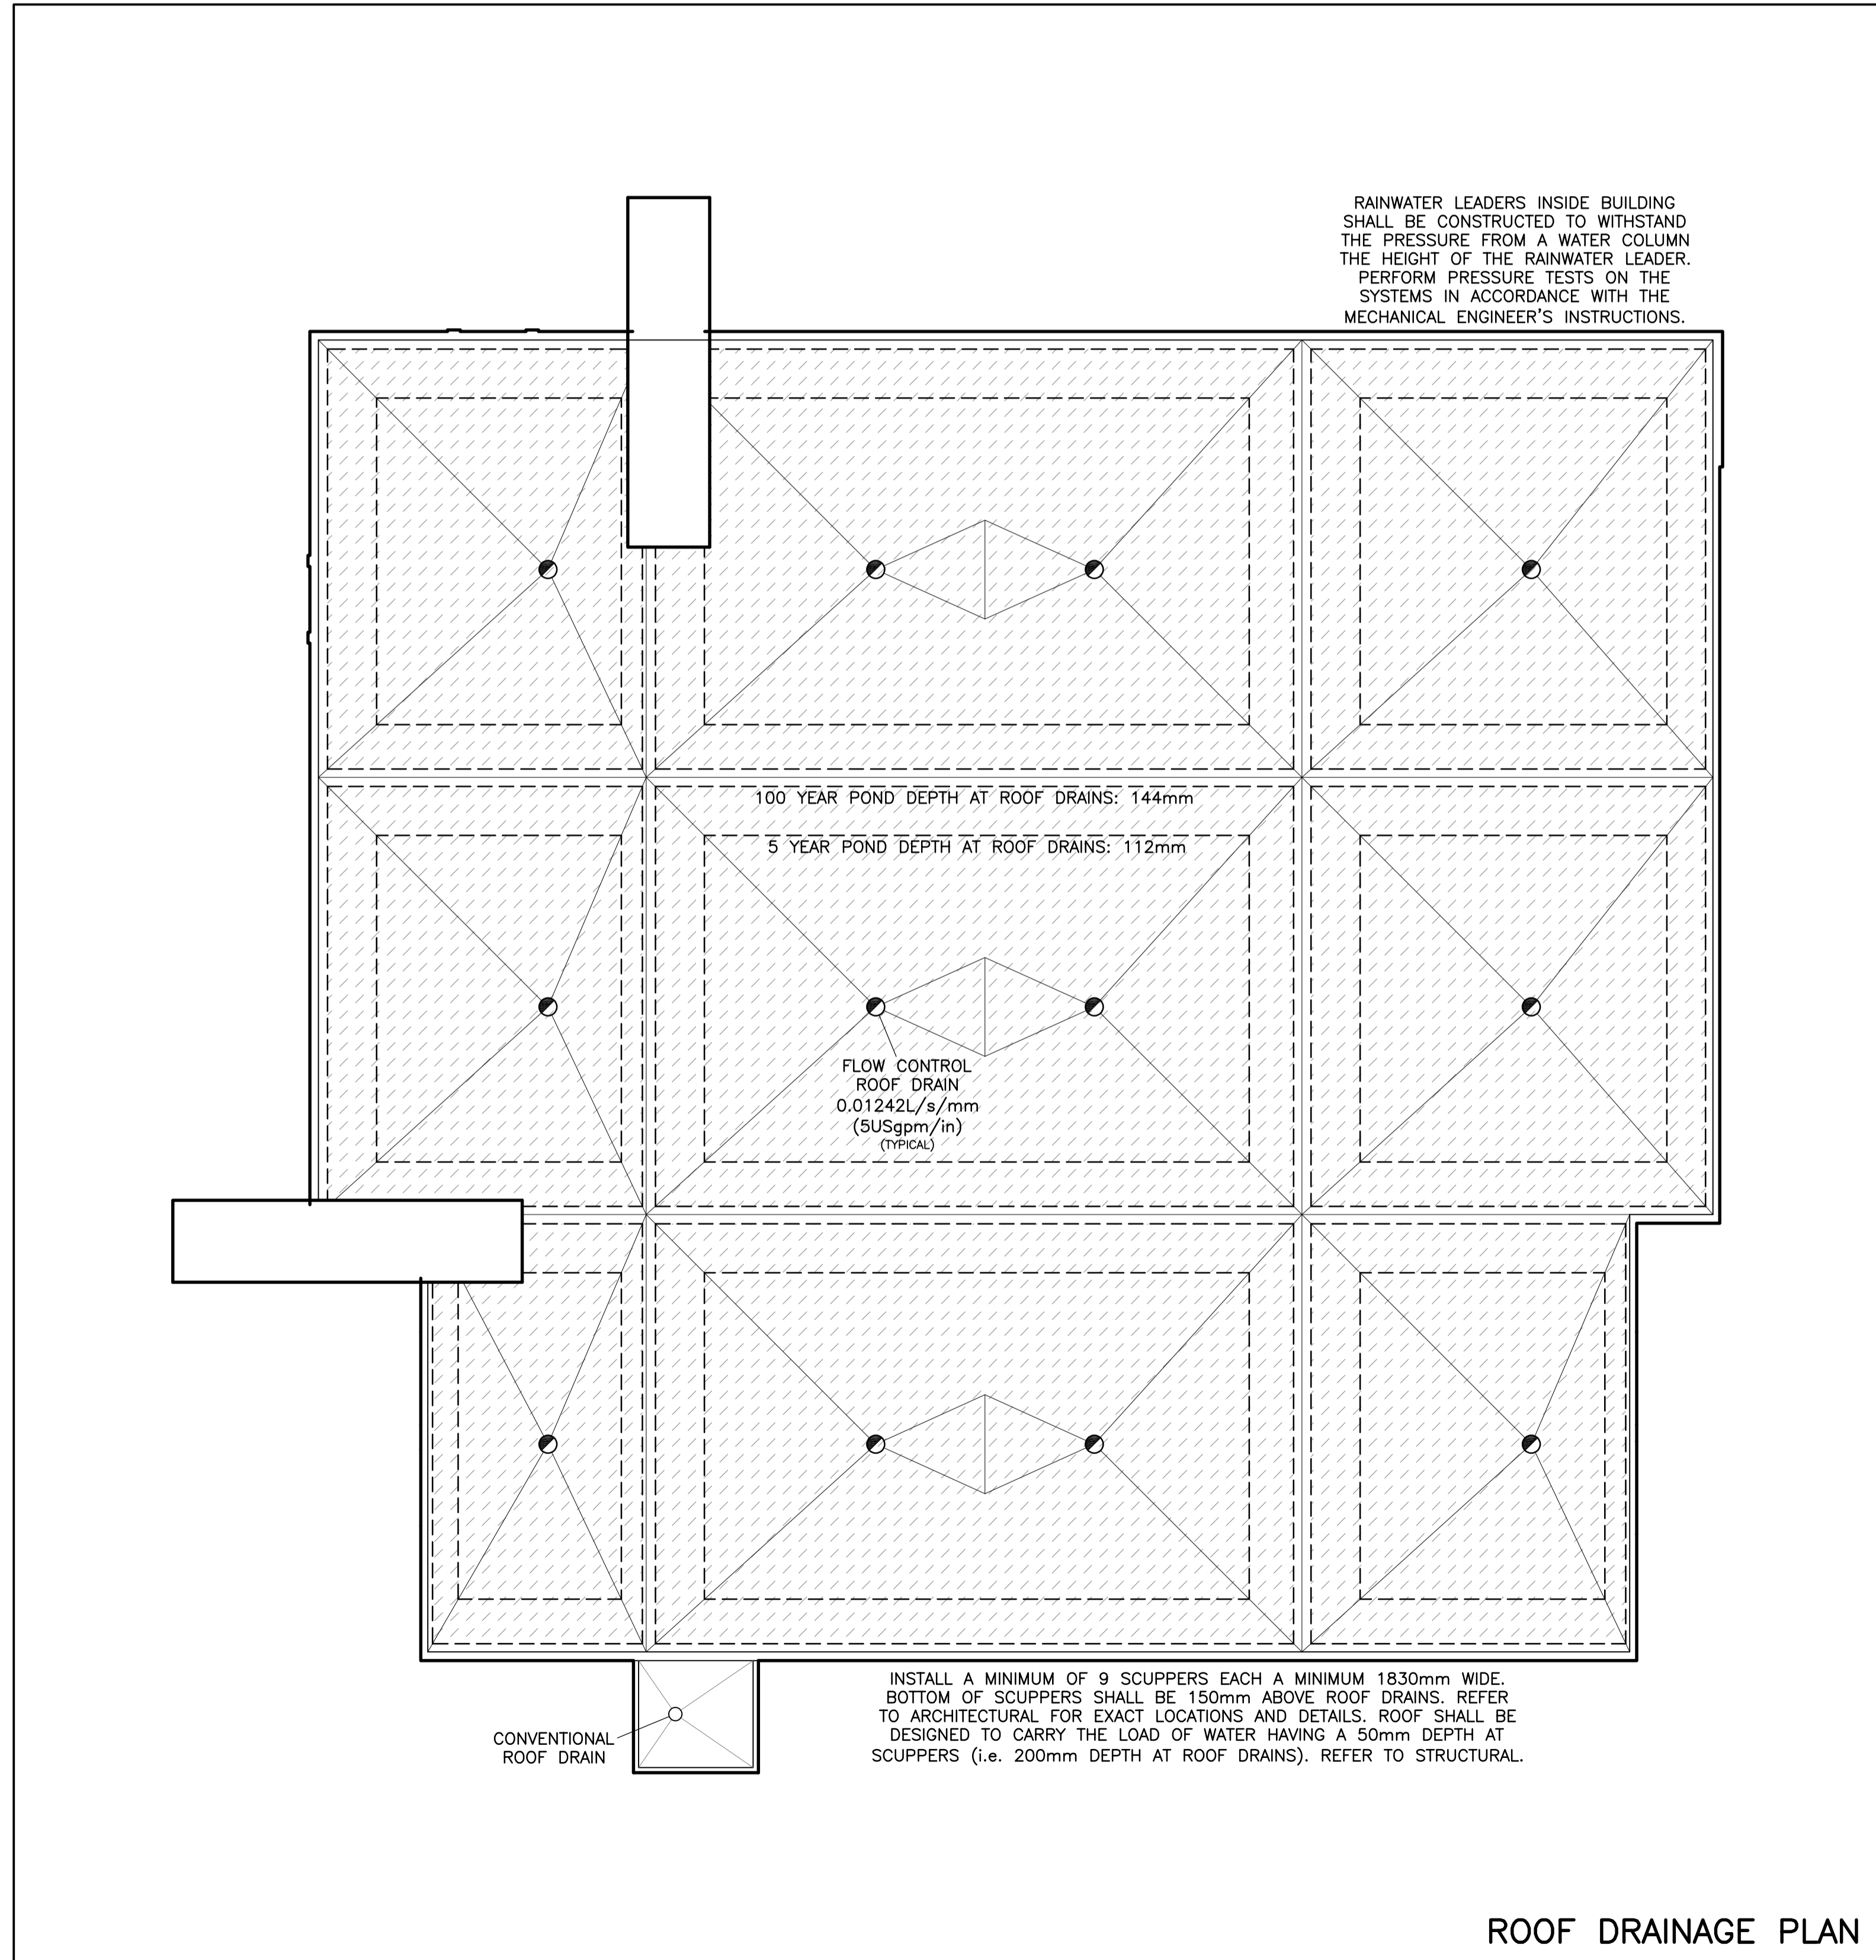 RAINWATER LEADERS INSIDE BUILDING
SHALL BE CONSTRUCTED TO WITHSTAND
THE PRESSURE FROM A WATER COLUMN
THE HEIGHT OF THE RAINWATER LEADER.
PERFORM PRESSURE TESTS ON THE
SYSTEMS IN ACCORDANCE WITH THE
MECHANICAL ENGINEER'S INSTRUCTIONS.
100 YEAR POND DEPTH AT ROOF DRAINS: 144mm
5 YEAR POND DEPTH AT ROOF DRAINS: 112mm
FLOW CONTROL
ROOF DRAIN
0.01242L/s/mm
(5USgpm/in)
(TYPICAL)
INSTALL A MINIMUM OF 9 SCUPPERS EACH A MINIMUM 1830mm WIDE.
BOTTOM OF SCUPPERS SHALL BE 150mm ABOVE ROOF DRAINS. REFER
TO ARCHITECTURAL FOR EXACT LOCATIONS AND DETAILS. ROOF SHALL BE
DESIGNED TO CARRY THE LOAD OF WATER HAVING A 50mm DEPTH AT
SCUPPERS (i.e. 200mm DEPTH AT ROOF DRAINS). REFER TO STRUCTURAL.
CONVENTIONAL
ROOF DRAIN
ROOF DRAINAGE PLAN